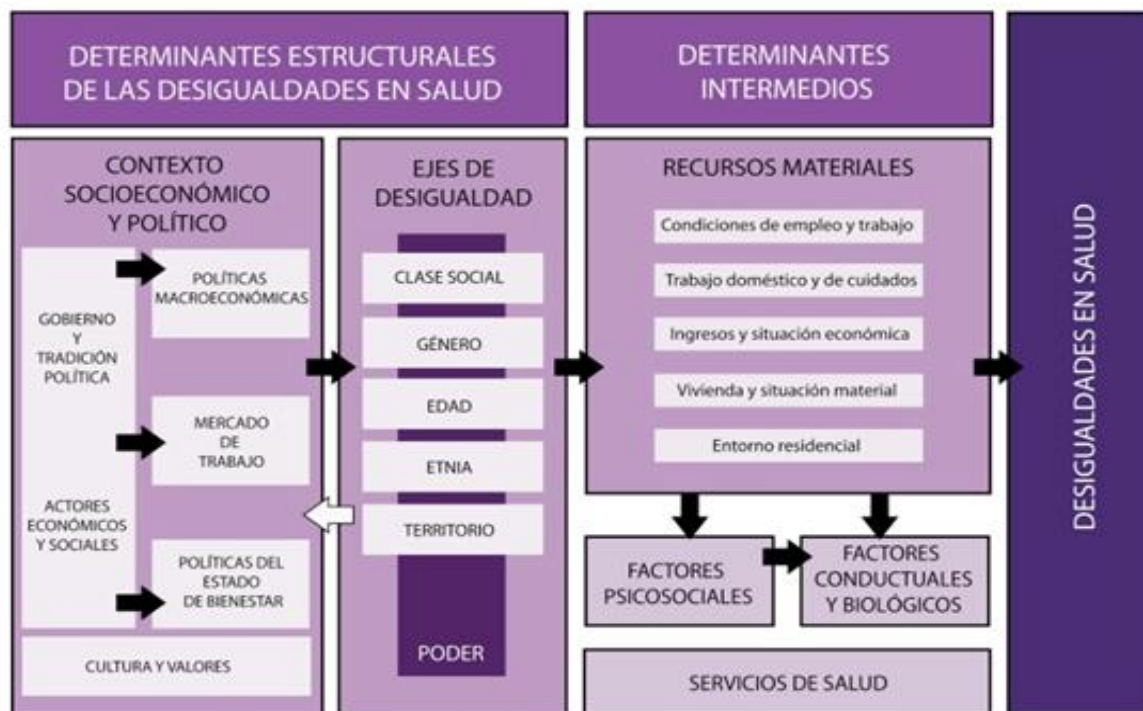 DETERMINANTES ESTRUCTURALES
DE LAS DESIGUALDADES EN SALUD
DETERMINANTES
INTERMEDIOS
CONTEXTO
SOCIOECONÓMICO
Y POLÍTICO
GOBIERNO
Y
TRADICIÓN
POLÍTICA
ACTORES
ECONÓMICOS
Y SOCIALES
POLÍTICAS
MACROECONÓMICAS
MERCADO
DE
TRABAJO
POLÍTICAS DEL
ESTADO
DE BIENESTAR
CULTURA Y VALORES
EJES DE
DESIGUALDAD
CLASE SOCIAL
GÉNERO
EDAD
ETNIA
TERRITORIO
PODER
RECURSOS MATERIALES
Condiciones de empleo y trabajo
Trabajo doméstico y de cuidados
Ingresos y situación económica
Vivienda y situación material
Entorno residencial
FACTORES
PSICOSOCIALES
FACTORES
CONDUCTUALES
Y BIOLÓGICOS
SERVICIOS DE SALUD
DESIGUALDADES EN SALUD